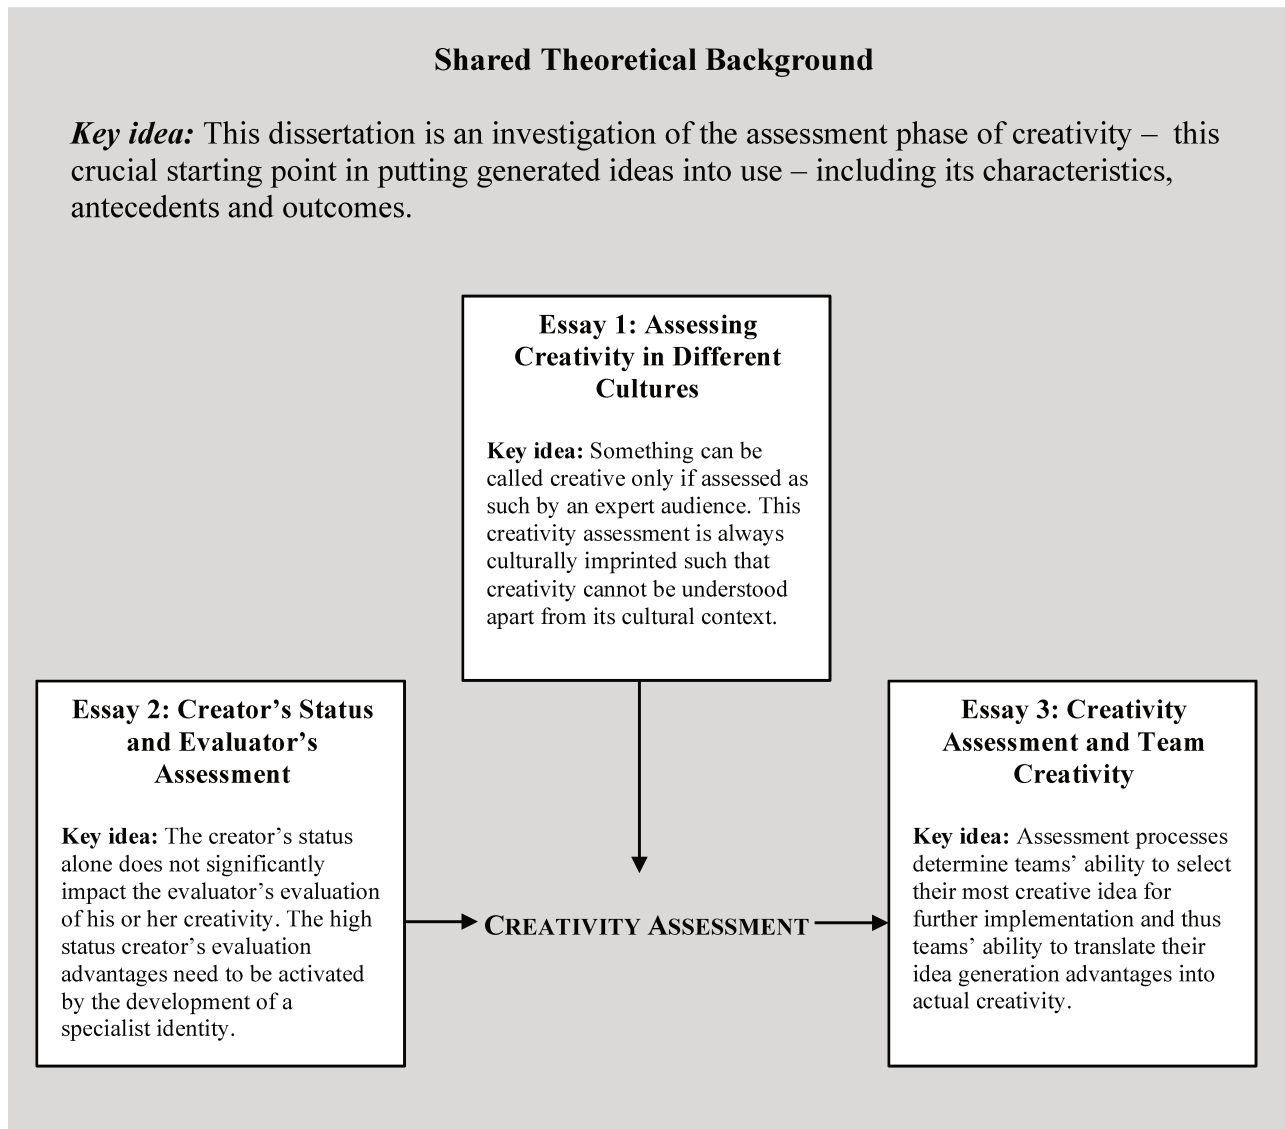 Shared Theoretical Background
Key idea: This dissertation is an investigation of the assessment phase of creativity – this
crucial starting point in putting generated ideas into use – including its characteristics,
antecedents and outcomes.
Essay 1: Assessing
Creativity in Different
Cultures
Key idea: Something can be
called creative only if assessed as
such by an expert audience. This
creativity assessment is always
culturally imprinted such that
creativity cannot be understood
apart from its cultural context.
Essay 2: Creator’s Status
and Evaluator’s
Assessment
Key idea: The creator’s status
alone does not significantly
impact the evaluator’s evaluation
of his or her creativity. The high
status creator’s evaluation
advantages need to be activated
by the development of a
specialist identity.
CREATIVITY ASSESSMENT
Essay 3: Creativity
Assessment and Team
Creativity
Key idea: Assessment processes
determine teams’ ability to select
their most creative idea for
further implementation and thus
teams’ ability to translate their
idea generation advantages into
actual creativity.